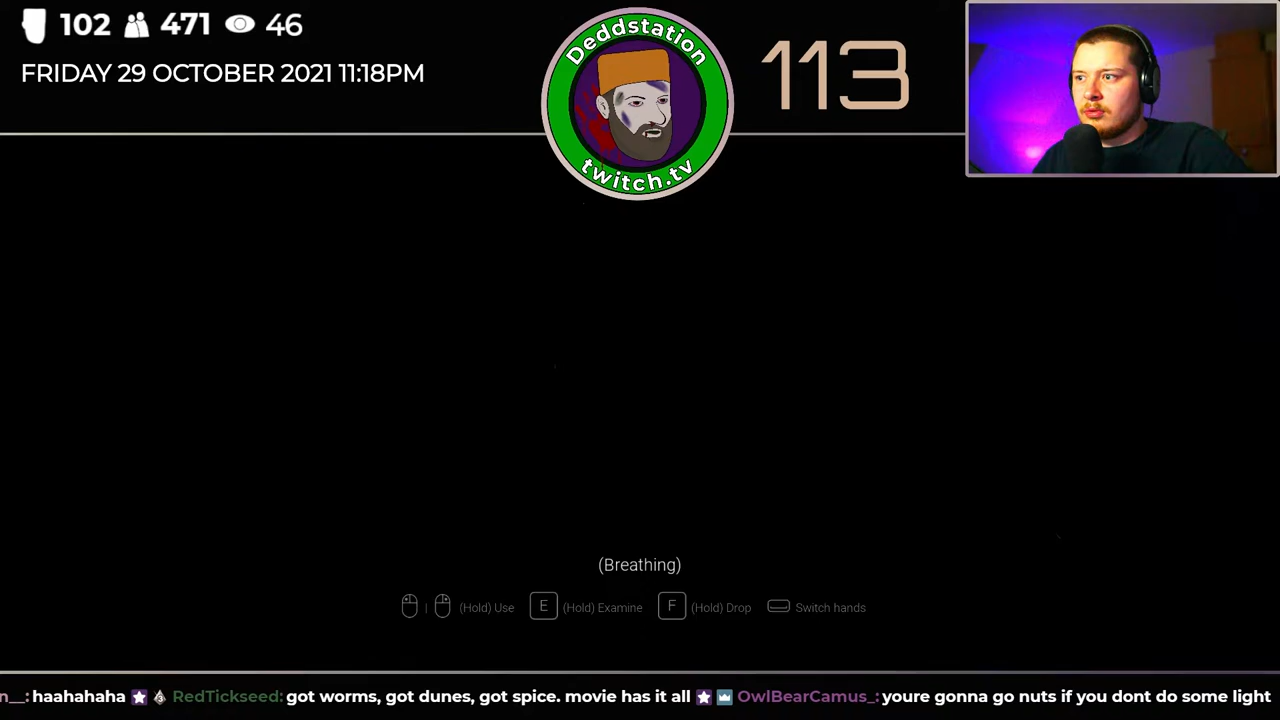 102 471 46
FRIDAY 29 OCTOBER 2021 11:18PM
Deddstation
twitch.tv
113
(Breathing)
| (Hold) Use E (Hold) Examine F (Hold) Drop Switch hands
n__: haahahaha RedTickseed: got worms, got dunes, got spice. movie has it all OwlBearCamus_: youre gonna go nuts if you dont do some light